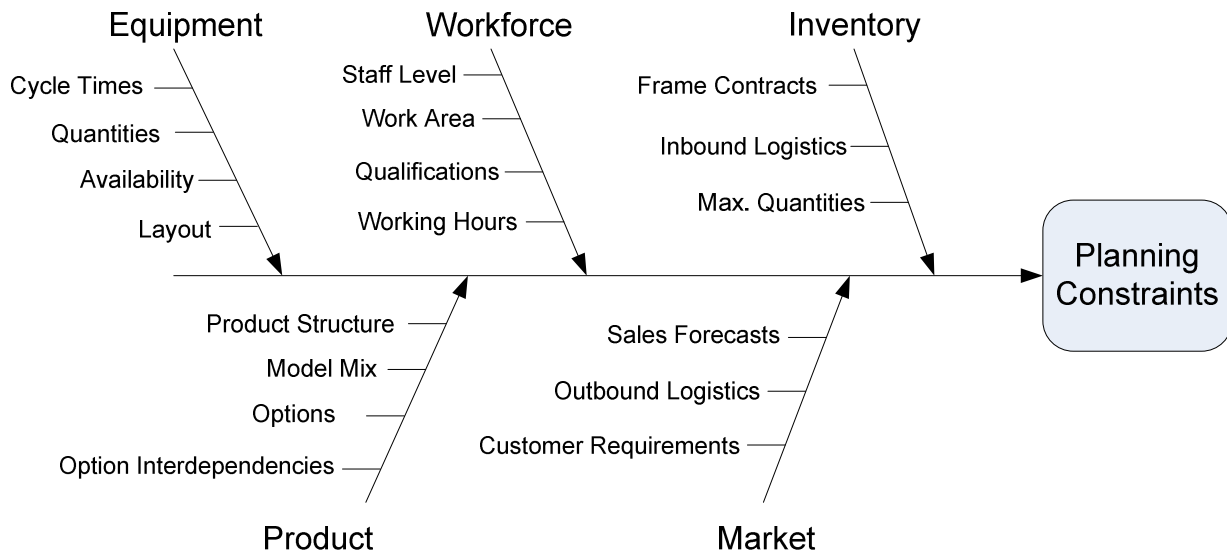 Equipment
Cycle Times
Quantities
Availability
Layout
Workforce
Staff Level
Work Area
Qualifications
Working Hours
Inventory
Frame Contracts
Inbound Logistics
Max. Quantities
Planning
Constraints
Product Structure
Model Mix
Options
Option Interdependencies
Product
Sales Forecasts
Outbound Logistics
Customer Requirements
Market